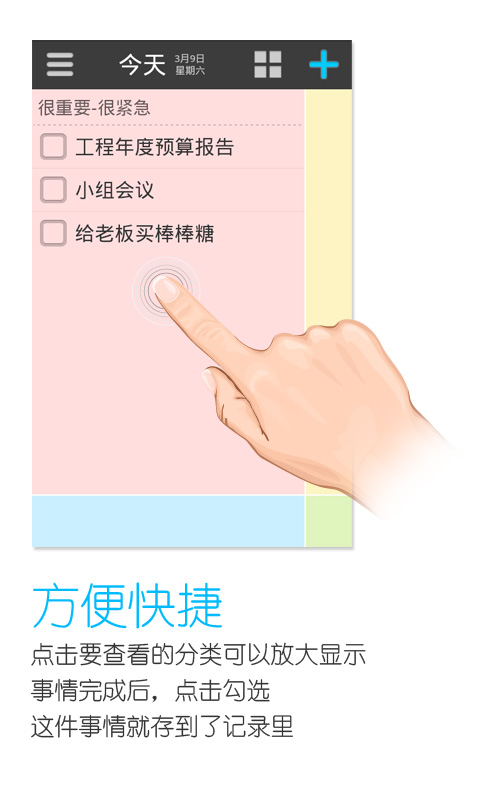 今天
3月9日
星期六
很重要-很紧急
工程年度预算报告
小组会议
给老板买棒棒糖
方便快捷
点击要查看的分类可以放大显示
事情完成后，点击勾选
这件事情就存到了记录里